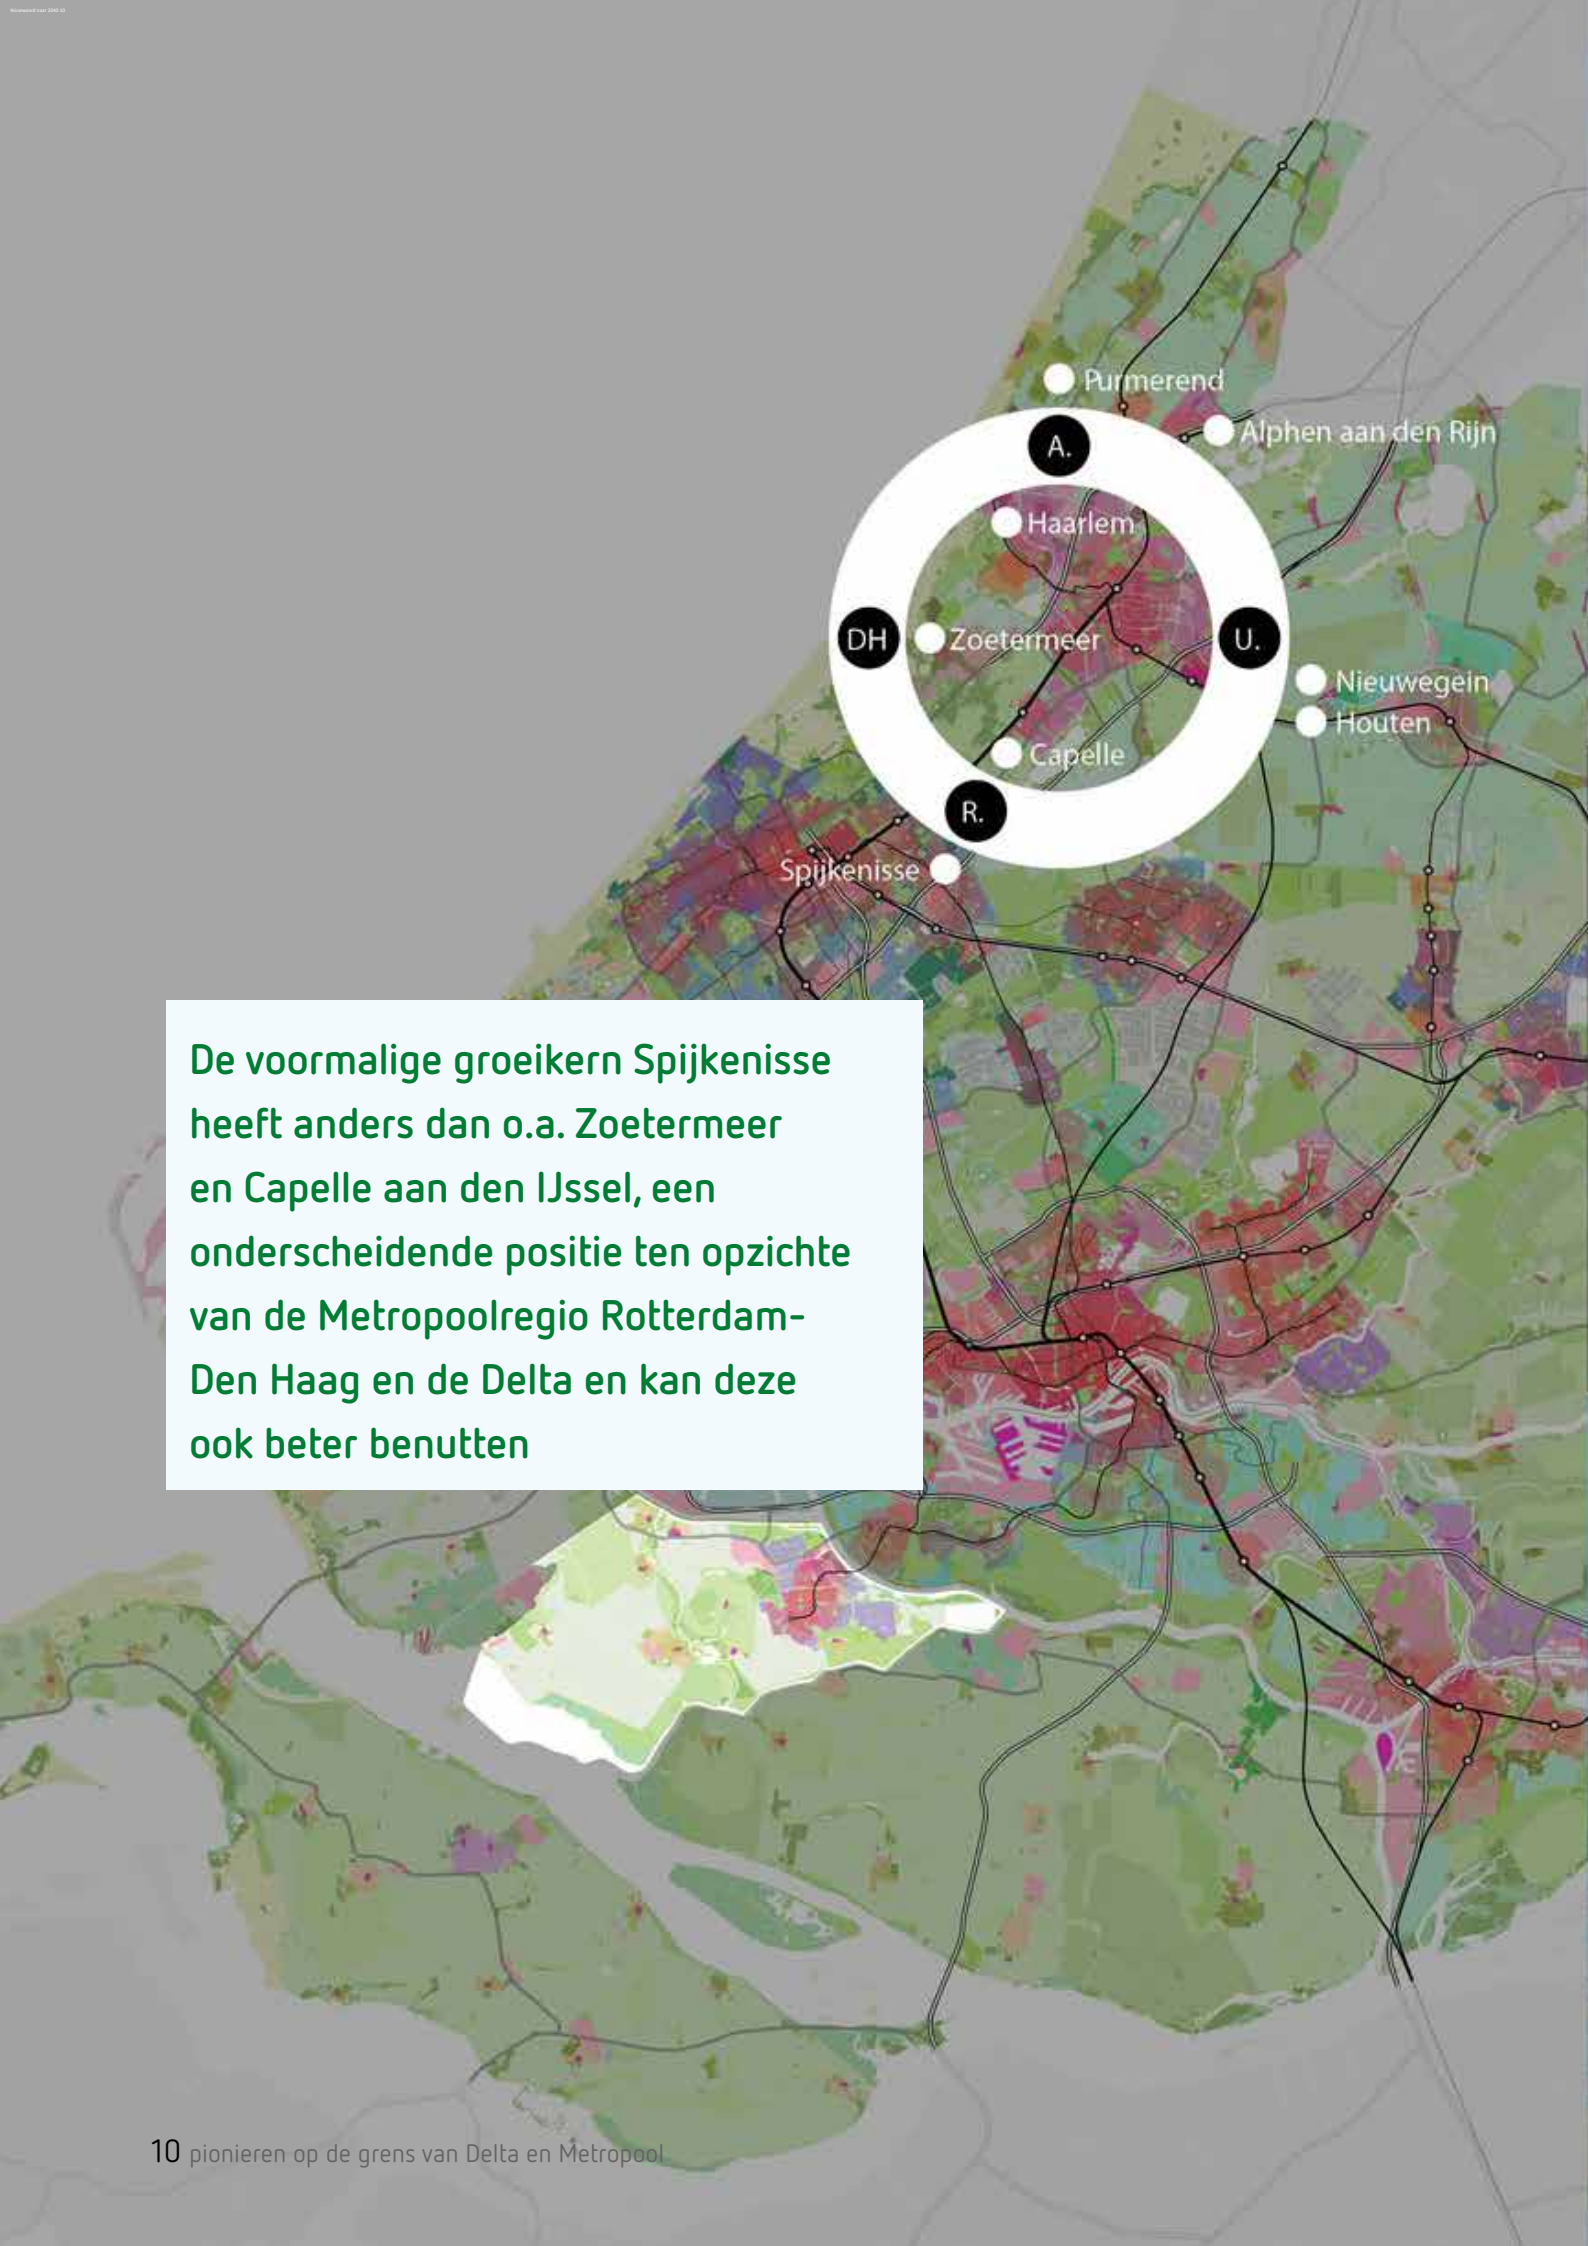 Purmerend
A.
Alphen aan den Rijn
Haarlem
DH
Zoetermeer
U.
Nieuwegein
Houten
Capelle
R.
Spijkenisse
De voormalige groeikern Spijkenisse
heeft anders dan o.a. Zoetermeer
en Capelle aan den IJssel, een
onderscheidende positie ten opzichte
van de Metropoolregio Rotterdam-
Den Haag en de Delta en kan deze
ook beter benutten
10 pionieren op de grens van Delta en Metropool